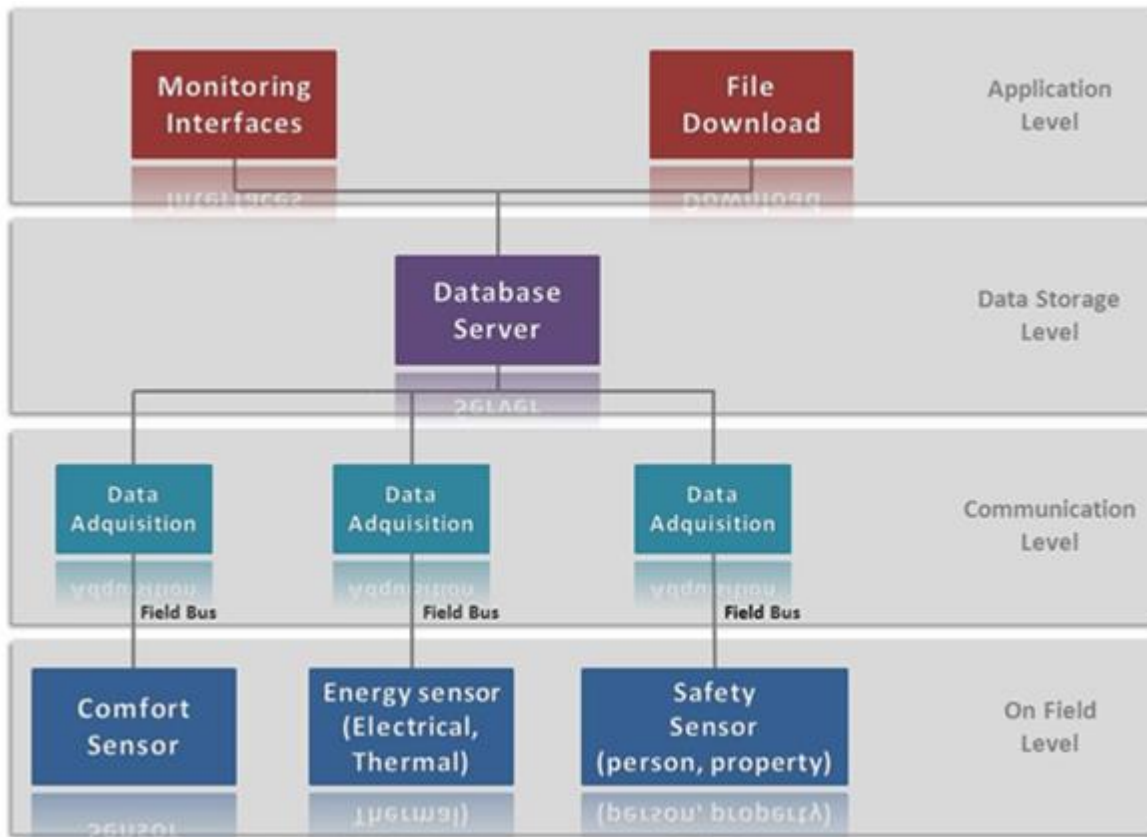 Monitoring
Interfaces
File
Download
Application
Level
Database
Server
Data Storage
Level
Data
Adquisition
Data
Adquisition
Data
Adquisition
Communication
Level
Field Bus
Field Bus
Field Bus
Comfort
Sensor
Energy sensor
(Electrical,
Thermal)
Safety
Sensor
(person, property)
On Field
Level